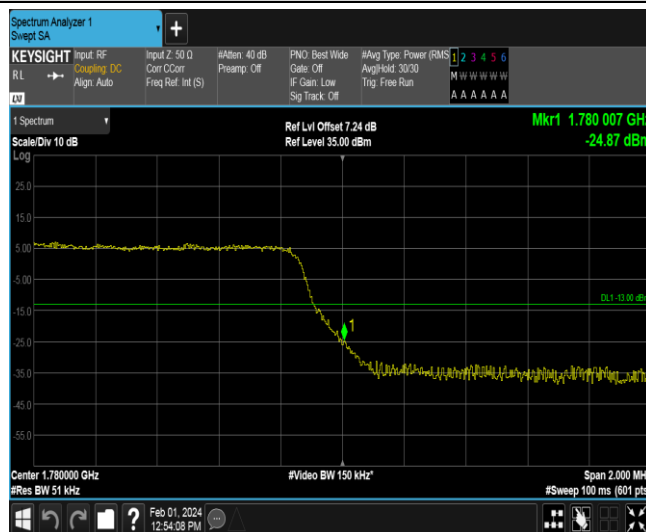 Spectrum Analyzer 1
Swept SA
KEYSIGHT
RL
LXI
Input: RF
Coupling: DC
Align: Auto
Input Z: 50 Ω
Corr CCorr
Freq Ref: Int (S)
#Atten: 40 dB
Preamp: Off
PNO: Best Wide
Gate: Off
IF Gain: Low
Sig Track: Off
#Avg Type: Power (RMS
Avg|Hold: 30/30
Trig: Free Run
1 2 3 4 5 6
M W W W W W
A A A A A A
1 Spectrum
Scale/Div 10 dB
Ref Lvl Offset 7.24 dB
Ref Level 35.00 dBm
Mkr1 1.780 007 GHz
-24.87 dBm
Log
25.0
15.0
5.00
-5.00
-15.0
-25.0
-35.0
-45.0
-55.0
DL1 -13.00 dBm
1
Center 1.780000 GHz
#Res BW 51 kHz
#Video BW 150 kHz*
Span 2.000 MH
#Sweep 100 ms (601 pts
?
Feb 01, 2024
12:54:08 PM